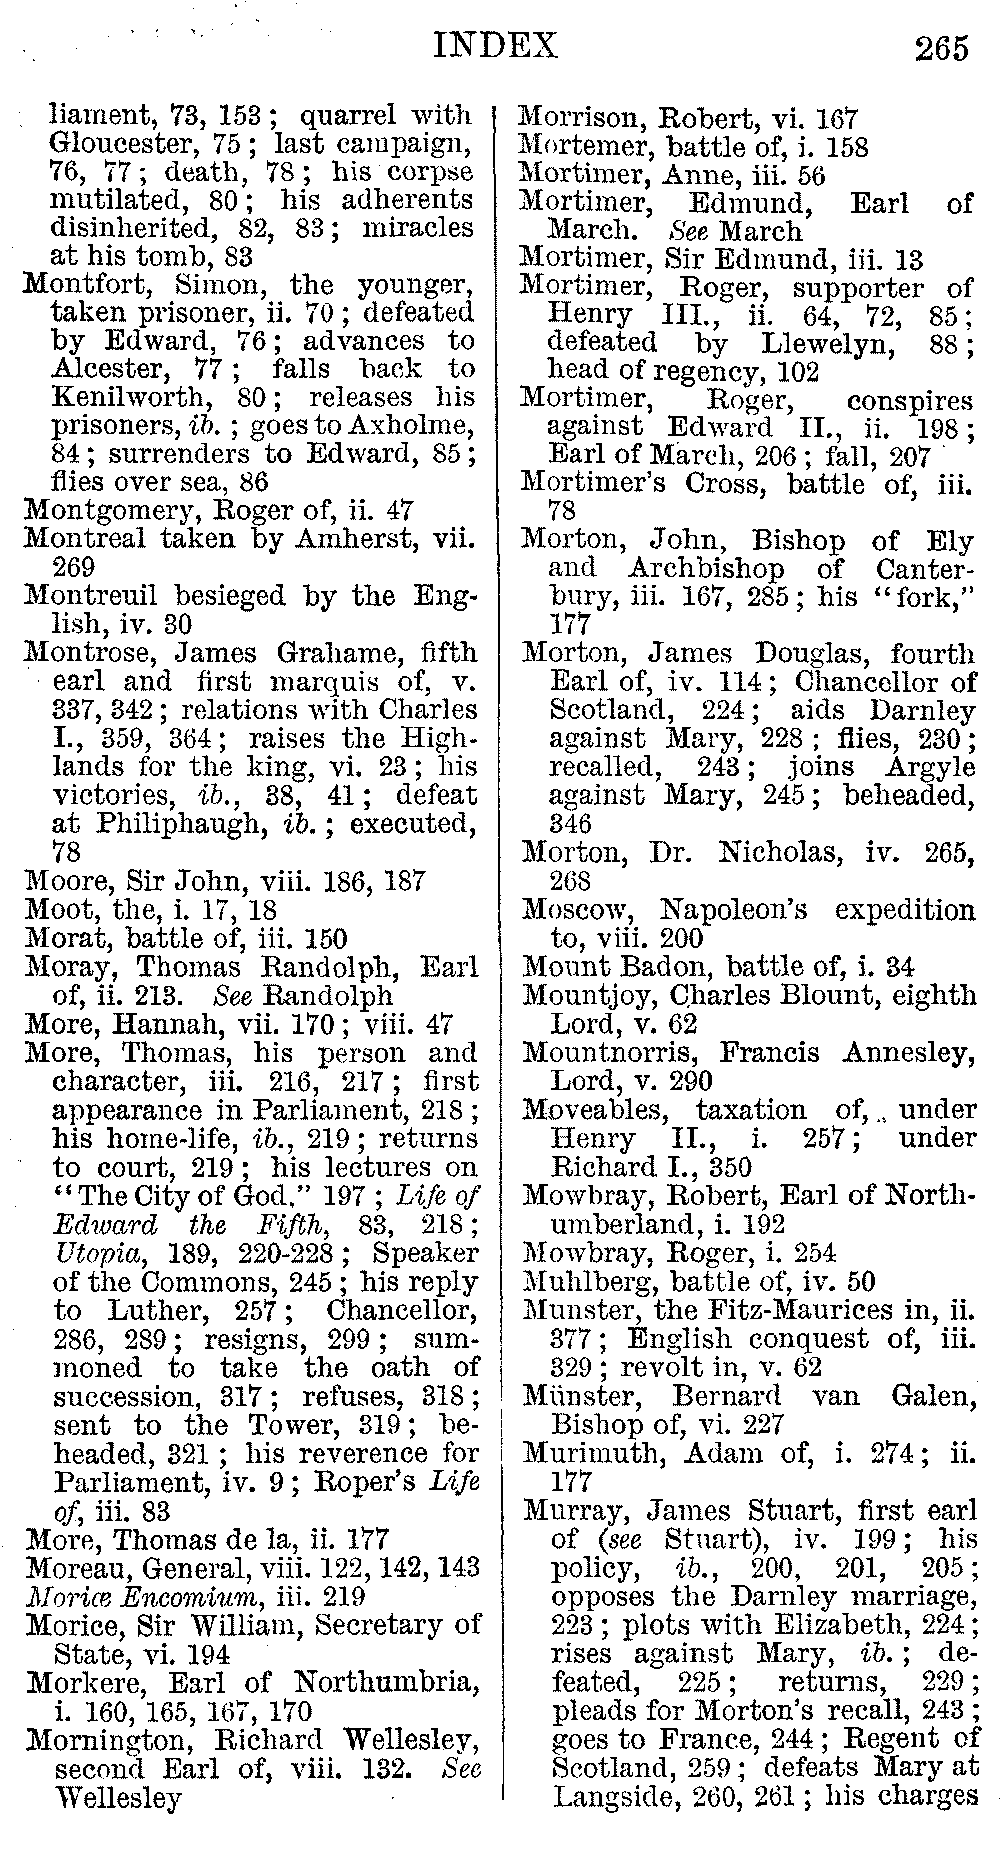 INDEX 265
liament, 73, 153; quarrel with
Gloucester, 75; last campaign,
76, 77; death, 78; his corpse
mutilated, 80; his adherents
disinherited, 82, 83; miracles
at his tomb, 83
Montfort, Simon, the younger,
taken prisoner, ii. 70; defeated
by Edward, 76; advances to
Alcester, 77; falls back to
Kenilworth, 80; releases his
prisoners, ib.; goes to Axholme,
84; surrenders to Edward, 85;
flies over sea, 86
Montgomery, Roger of, ii. 47
Montreal taken by Amherst, vii.
269
Montreuil besieged by the Eng-
lish, iv. 30
Montrose, James Grahame, fifth
earl and first marquis of, v.
337, 342; relations with Charles
I., 359, 364; raises the High-
lands for the king, vi. 23; his
victories, ib., 38, 41; defeat
at Philiphaugh, ib.; executed,
78
Moore, Sir John, viii. 186, 187
Moot, the, i. 17, 18
Morat, battle of, iii. 150
Moray, Thomas Randolph, Earl
of, ii. 213. See Randolph
More, Hannah, vii. 170; viii. 47
More, Thomas, his person and
character, iii. 216, 217; first
appearance in Parliament, 218;
his home-life, ib., 219; returns
to court, 219; his lectures on
"The City of God," 197; Life of
Edward the Fifth, 83, 218;
Utopia, 189, 220-228; Speaker
of the Commons, 245; his reply
to Luther, 257; Chancellor,
286, 289; resigns, 299; sum-
moned to take the oath of
succession, 317; refuses, 318;
sent to the Tower, 319; be-
headed, 321; his reverence for
Parliament, iv. 9; Roper's Life
of, iii. 83
More, Thomas de la, ii. 177
Moreau, General, viii. 122, 142, 143
Moriæ Encomium, iii. 219
Morice, Sir William, Secretary of
State, vi. 194
Morkere, Earl of Northumbria,
i. 160, 165, 167, 170
Mornington, Richard Wellesley,
second Earl of, viii. 132. See
Wellesley
Morrison, Robert, vi. 167
Mortemer, battle of, i. 158
Mortimer, Anne, iii. 56
Mortimer, Edmund, Earl of
March. See March
Mortimer, Sir Edmund, iii. 13
Mortimer, Roger, supporter of
Henry III., ii. 64, 72, 85;
defeated by Llewelyn, 88;
head of regency, 102
Mortimer, Roger, conspires
against Edward II., ii. 198;
Earl of March, 206; fall, 207
Mortimer's Cross, battle of, iii.
78
Morton, John, Bishop of Ely
and Archbishop of Canter-
bury, iii. 167, 285; his "fork,"
177
Morton, James Douglas, fourth
Earl of, iv. 114; Chancellor of
Scotland, 224; aids Darnley
against Mary, 228; flies, 230;
recalled, 243; joins Argyle
against Mary, 245; beheaded,
346
Morton, Dr. Nicholas, iv. 265,
268
Moscow, Napoleon's expedition
to, viii. 200
Mount Badon, battle of, i. 34
Mountjoy, Charles Blount, eighth
Lord, v. 62
Mountnorris, Francis Annesley,
Lord, v. 290
Moveables, taxation of, under
Henry II., i. 257; under
Richard I., 350
Mowbray, Robert, Earl of North-
umberland, i. 192
Mowbray, Roger, i. 254
Muhlberg, battle of, iv. 50
Munster, the Fitz-Maurices in, ii.
377; English conquest of, iii.
329; revolt in, v. 62
Münster, Bernard van Galen,
Bishop of, vi. 227
Murimuth, Adam of, i. 274; ii.
177
Murray, James Stuart, first earl
of (see Stuart), iv. 199; his
policy, ib., 200, 201, 205;
opposes the Darnley marriage,
223; plots with Elizabeth, 224;
rises against Mary, ib.; de-
feated, 225; returns, 229;
pleads for Morton's recall, 243;
goes to France, 244; Regent of
Scotland, 259; defeats Mary at
Langside, 260, 261; his charges